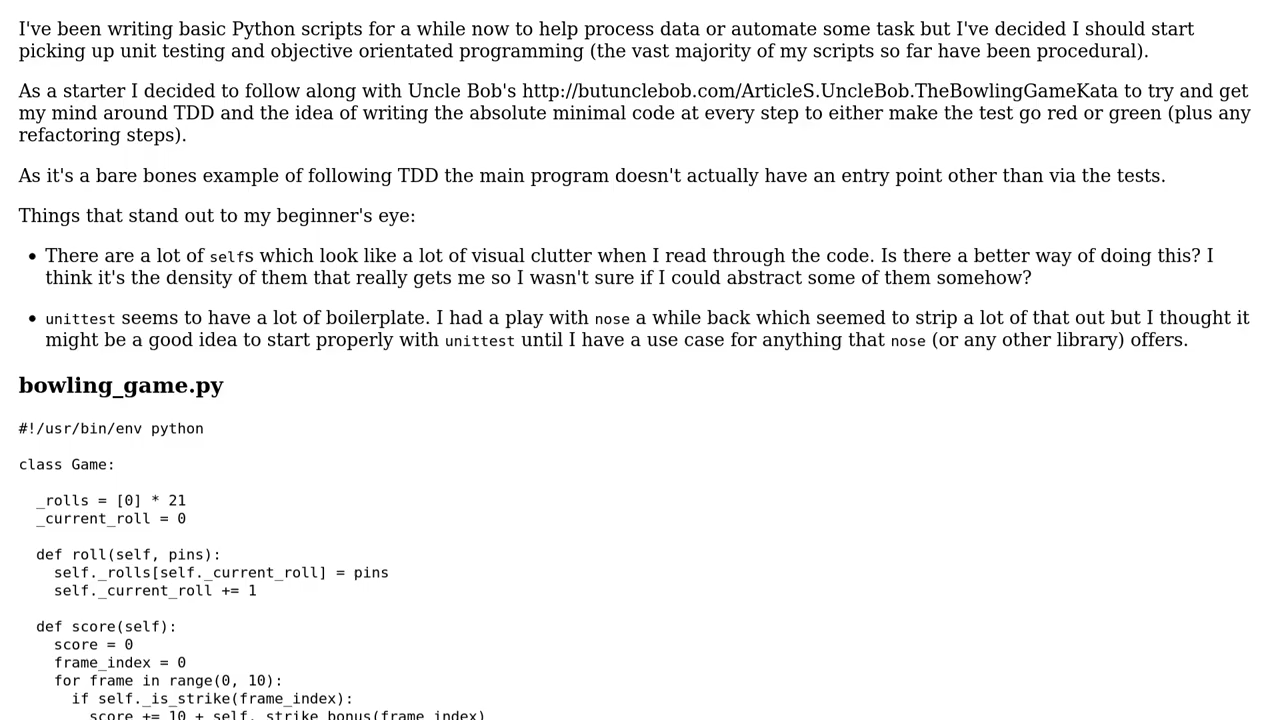 I've been writing basic Python scripts for a while now to help process data or automate some task but I've decided I should start
picking up unit testing and objective orientated programming (the vast majority of my scripts so far have been procedural).
As a starter I decided to follow along with Uncle Bob's http://butunclebob.com/ArticleS.UncleBob.TheBowlingGameKata to try and get
my mind around TDD and the idea of writing the absolute minimal code at every step to either make the test go red or green (plus any
refactoring steps).
As it's a bare bones example of following TDD the main program doesn't actually have an entry point other than via the tests.
Things that stand out to my beginner's eye:
• There are a lot of selfs which look like a lot of visual clutter when I read through the code. Is there a better way of doing this? I
think it's the density of them that really gets me so I wasn't sure if I could abstract some of them somehow?
• unittest seems to have a lot of boilerplate. I had a play with nose a while back which seemed to strip a lot of that out but I thought it
might be a good idea to start properly with unittest until I have a use case for anything that nose (or any other library) offers.
bowling_game.py
#!/usr/bin/env python
class Game:
  _rolls = [0] * 21
  _current_roll = 0
  def roll(self, pins):
    self._rolls[self._current_roll] = pins
    self._current_roll += 1
  def score(self):
    score = 0
    frame_index = 0
    for frame in range(0, 10):
      if self._is_strike(frame_index):
        score += 10 + self._strike_bonus(frame_index)